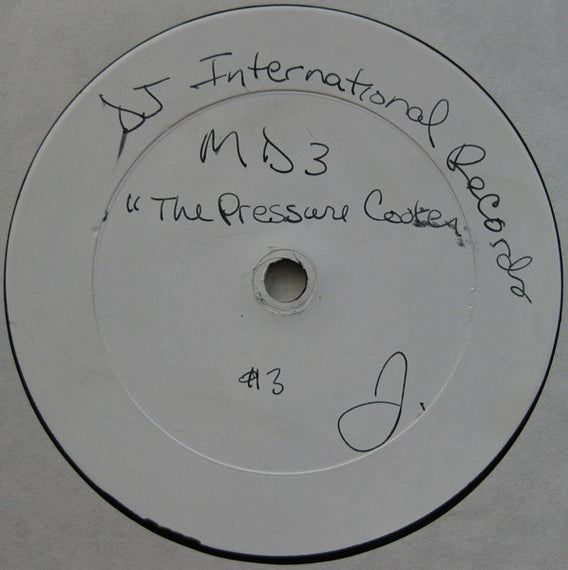 DJ International Records
MD3
"The Pressure Cooker
#3
J.